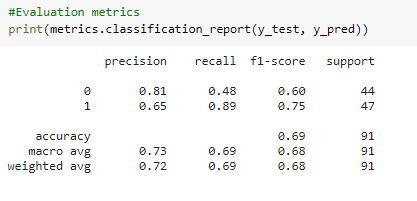 #Evaluation metrics
print(metrics.classification_report(y_test, y_pred))
precision recall f1-score support
0 0.81 0.48 0.60 44
1 0.65 0.89 0.75 47
accuracy 0.69 91
macro avg 0.73 0.69 0.68 91
weighted avg 0.72 0.69 0.68 91